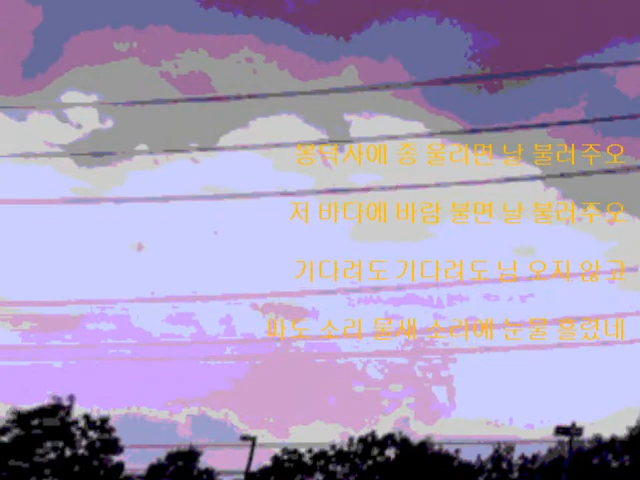 봉덕사에 종 울리면 날 불러주오
저 바다에 바람 불면 날 불러주오
기다려도 기다려도 님 오지 않고
파도 소리 물새 소리에 눈물 흘렸네